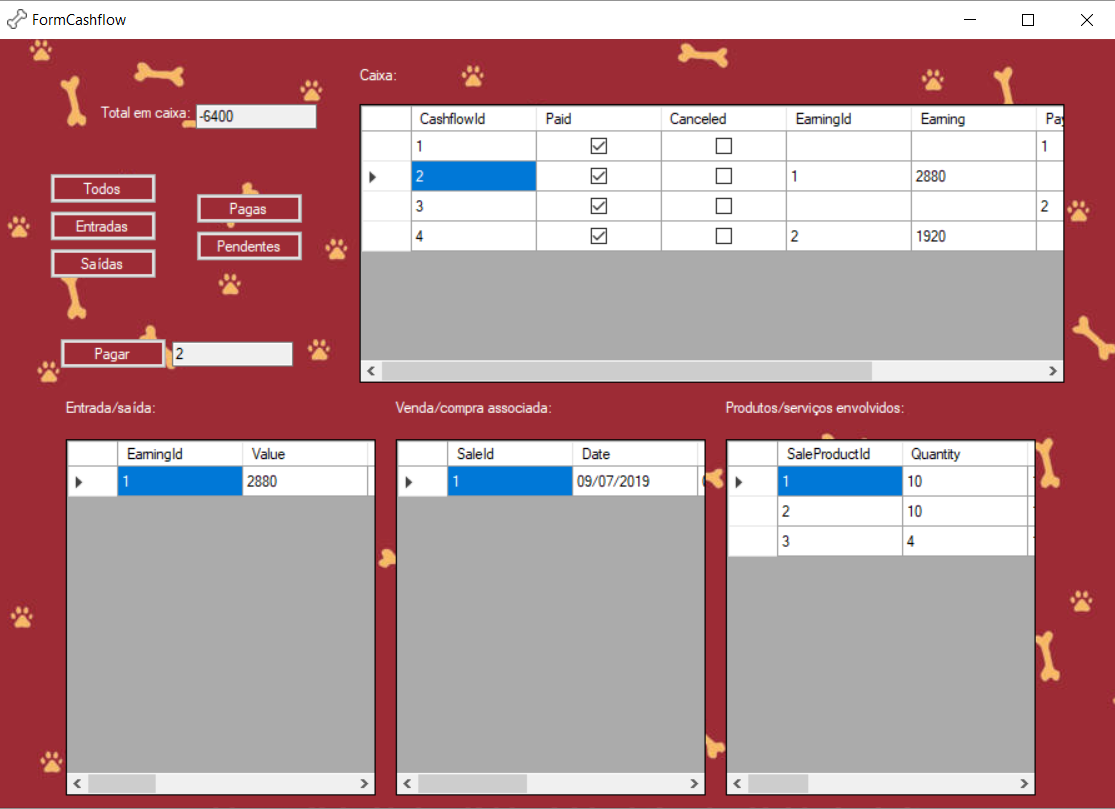 FormCashflow
Caixa:
Total em caixa: -6400
CashflowId Paid Canceled EarningId Earning Pay
1 1
2 1 2880
3 2
4 2 1920
Todos
Entradas
Saídas
Pagas
Pendentes
Pagar 2
Entrada/saída:
EarningId Value
1 2880
Venda/compra associada:
SaleId Date
1 09/07/2019
Produtos/serviços envolvidos:
SaleProductId Quantity
1 10
2 10
3 4